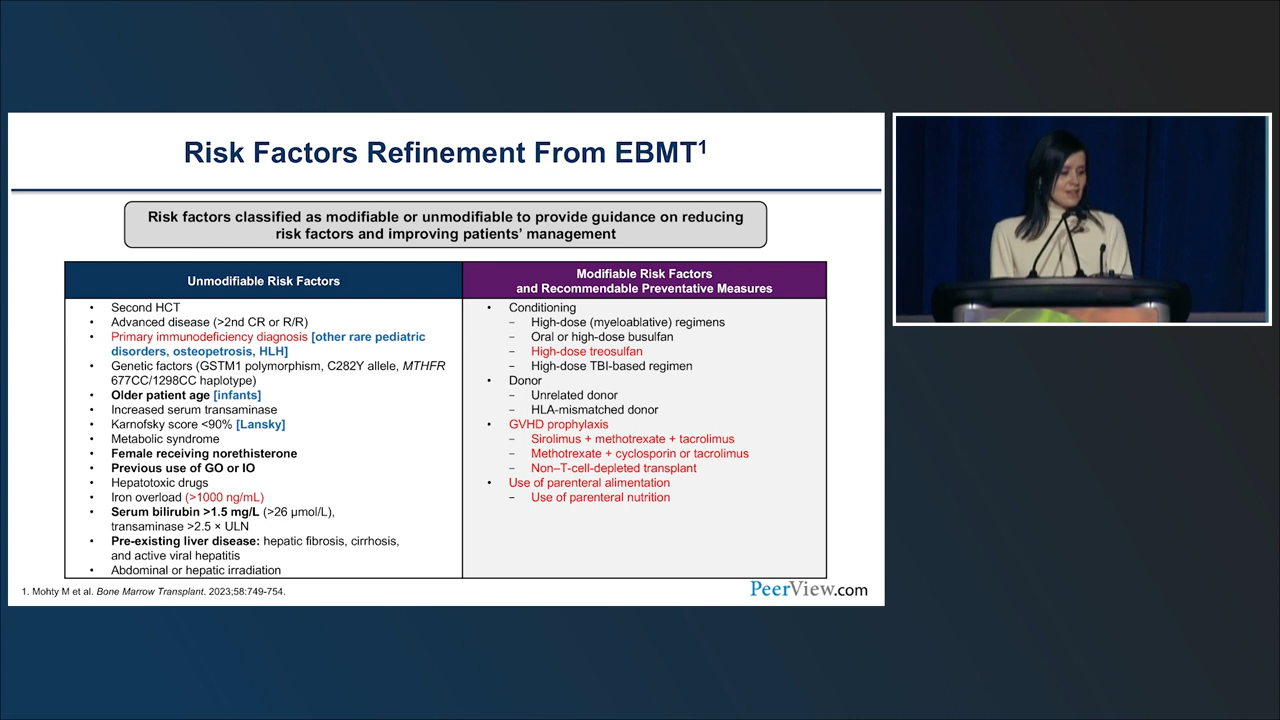 Risk Factors Refinement From EBMT1
Risk factors classified as modifiable or unmodifiable to provide guidance on reducing
risk factors and improving patients' management
Unmodifiable Risk Factors
• Second HCT
• Advanced disease (>2nd CR or R/R)
• Primary immunodeficiency diagnosis [other rare pediatric
disorders, osteopetrosis, HLH]
• Genetic factors (GSTM1 polymorphism, C282Y allele, MTHFR
677CC/1298CC haplotype)
• Older patient age [infants]
• Increased serum transaminase
• Karnofsky score <90% [Lansky]
• Metabolic syndrome
• Female receiving norethisterone
• Previous use of GO or IO
• Hepatotoxic drugs
• Iron overload (>1000 ng/mL)
• Serum bilirubin >1.5 mg/L (>26 µmol/L),
transaminase >2.5 × ULN
• Pre-existing liver disease: hepatic fibrosis, cirrhosis,
and active viral hepatitis
• Abdominal or hepatic irradiation
Modifiable Risk Factors
and Recommendable Preventative Measures
• Conditioning
– High-dose (myeloablative) regimens
– Oral or high-dose busulfan
– High-dose treosulfan
– High-dose TBI-based regimen
• Donor
– Unrelated donor
– HLA-mismatched donor
• GVHD prophylaxis
– Sirolimus + methotrexate + tacrolimus
– Methotrexate + cyclosporin or tacrolimus
– Non–T-cell-depleted transplant
• Use of parenteral alimentation
– Use of parenteral nutrition
1. Mohty M et al. Bone Marrow Transplant. 2023;58:749-754.
PeerView.com